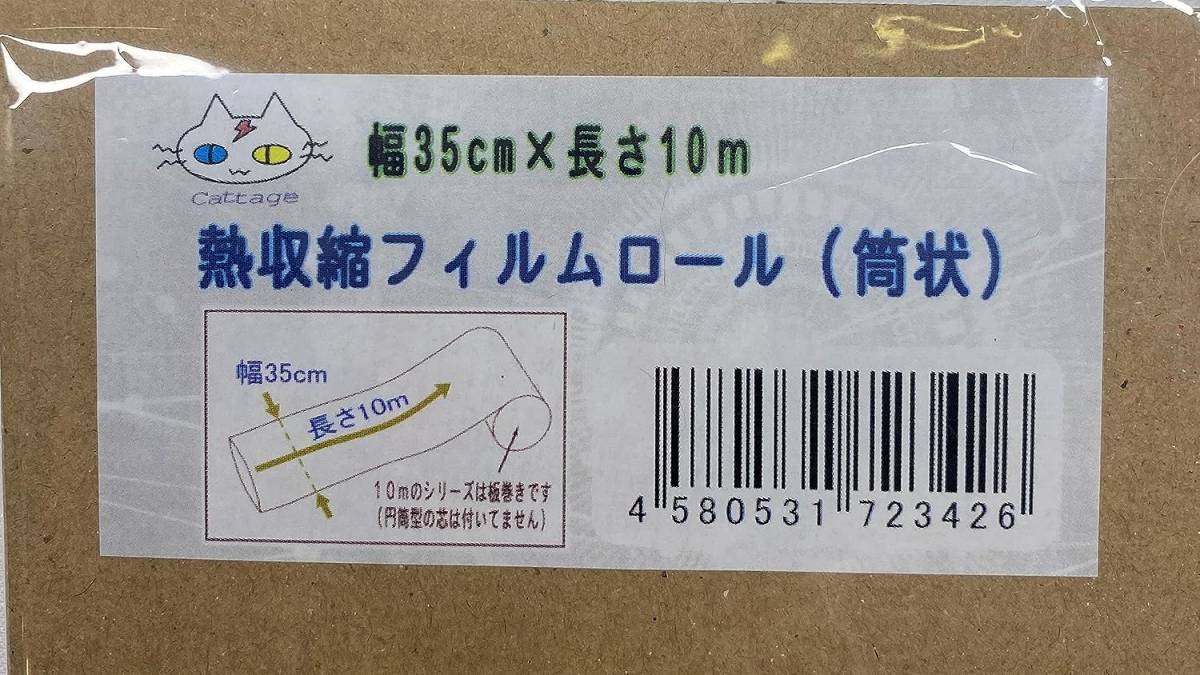 幅35cm×長さ10m
Cattage
熱収縮フィルムロール（筒状）
幅35cm
長さ10m
10mのシリーズは板巻きです
（円筒型の芯は付いてません）
4 580531 723426